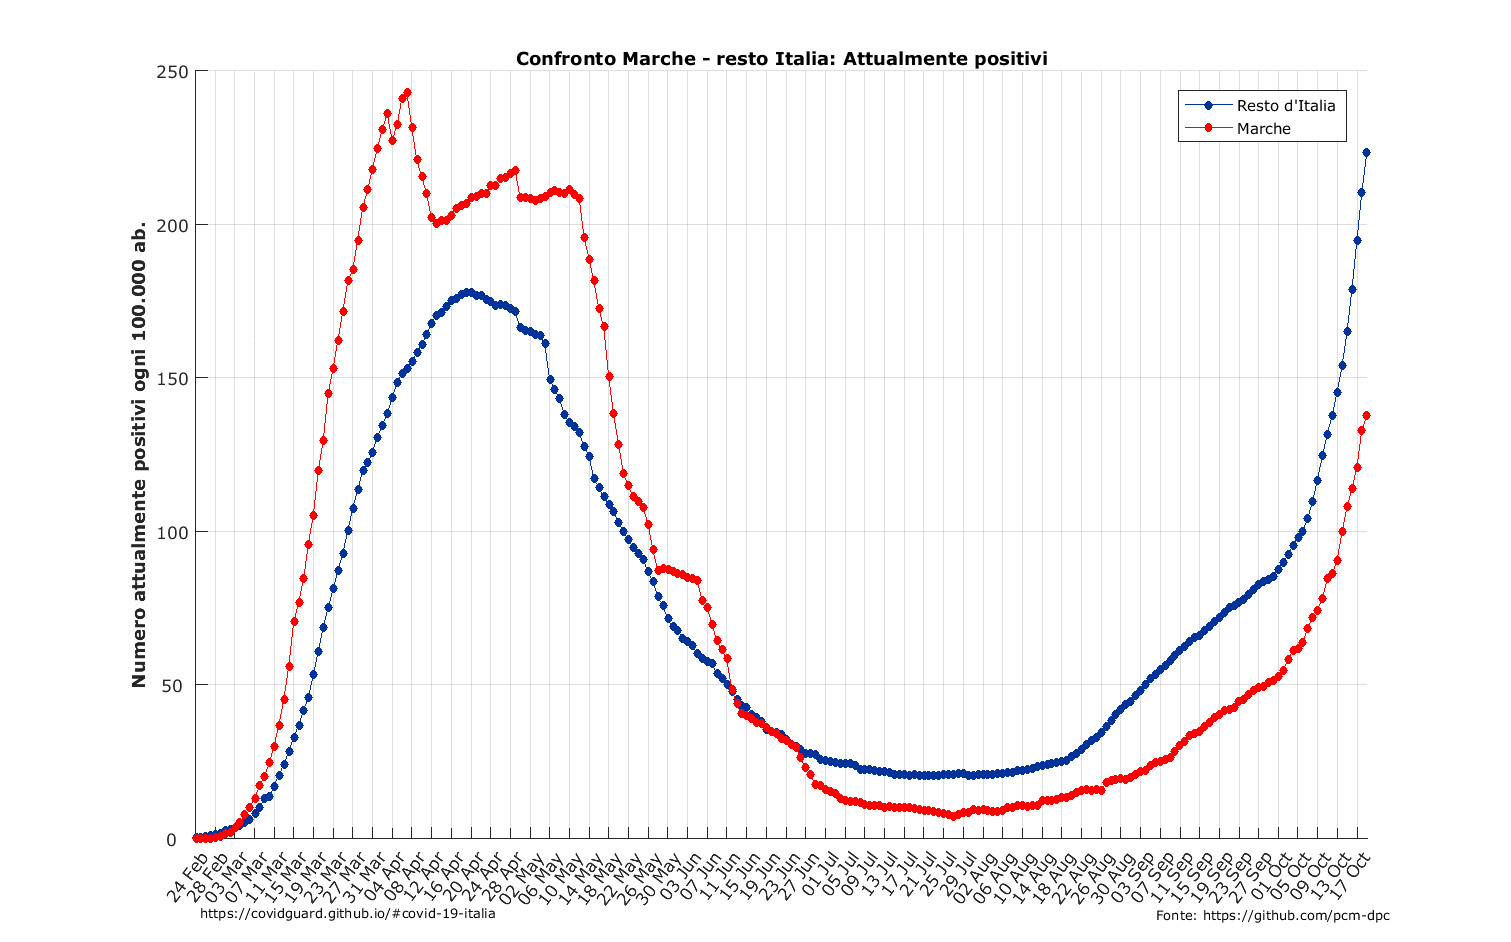 Confronto Marche - resto Italia: Attualmente positivi
Numero attualmente positivi ogni 100.000 ab.
250
200
150
100
50
0
Resto d'Italia
Marche
24 Feb
28 Feb
03 Mar
07 Mar
11 Mar
15 Mar
19 Mar
23 Mar
27 Mar
31 Mar
04 Apr
08 Apr
12 Apr
16 Apr
20 Apr
24 Apr
28 Apr
02 May
06 May
10 May
14 May
18 May
22 May
26 May
30 May
03 Jun
07 Jun
11 Jun
15 Jun
19 Jun
23 Jun
27 Jun
01 Jul
05 Jul
09 Jul
13 Jul
17 Jul
21 Jul
25 Jul
29 Jul
02 Aug
06 Aug
10 Aug
14 Aug
18 Aug
22 Aug
26 Aug
30 Aug
03 Sep
07 Sep
11 Sep
15 Sep
19 Sep
23 Sep
27 Sep
01 Oct
05 Oct
09 Oct
13 Oct
17 Oct
https://covidguard.github.io/#covid-19-italia
Fonte: https://github.com/pcm-dpc